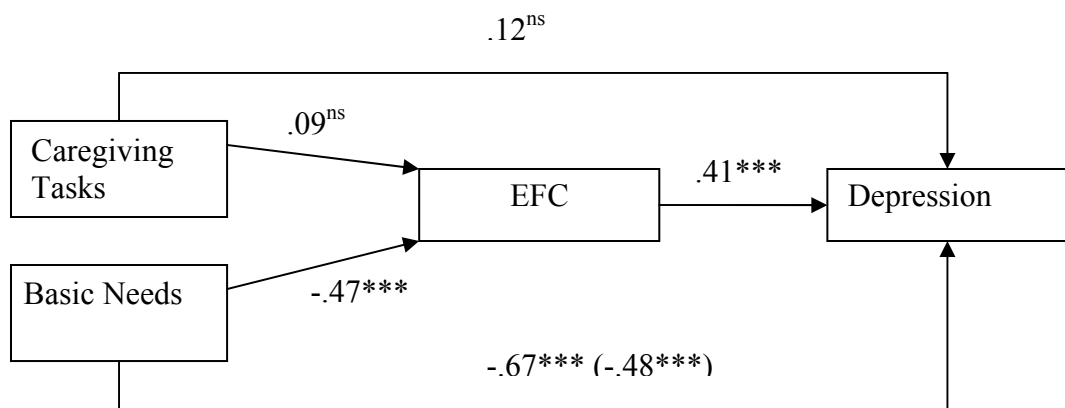 .12ns
.09ns
Caregiving
Tasks
EFC
.41***
Depression
Basic Needs
-.47***
-.67*** (-.48***)